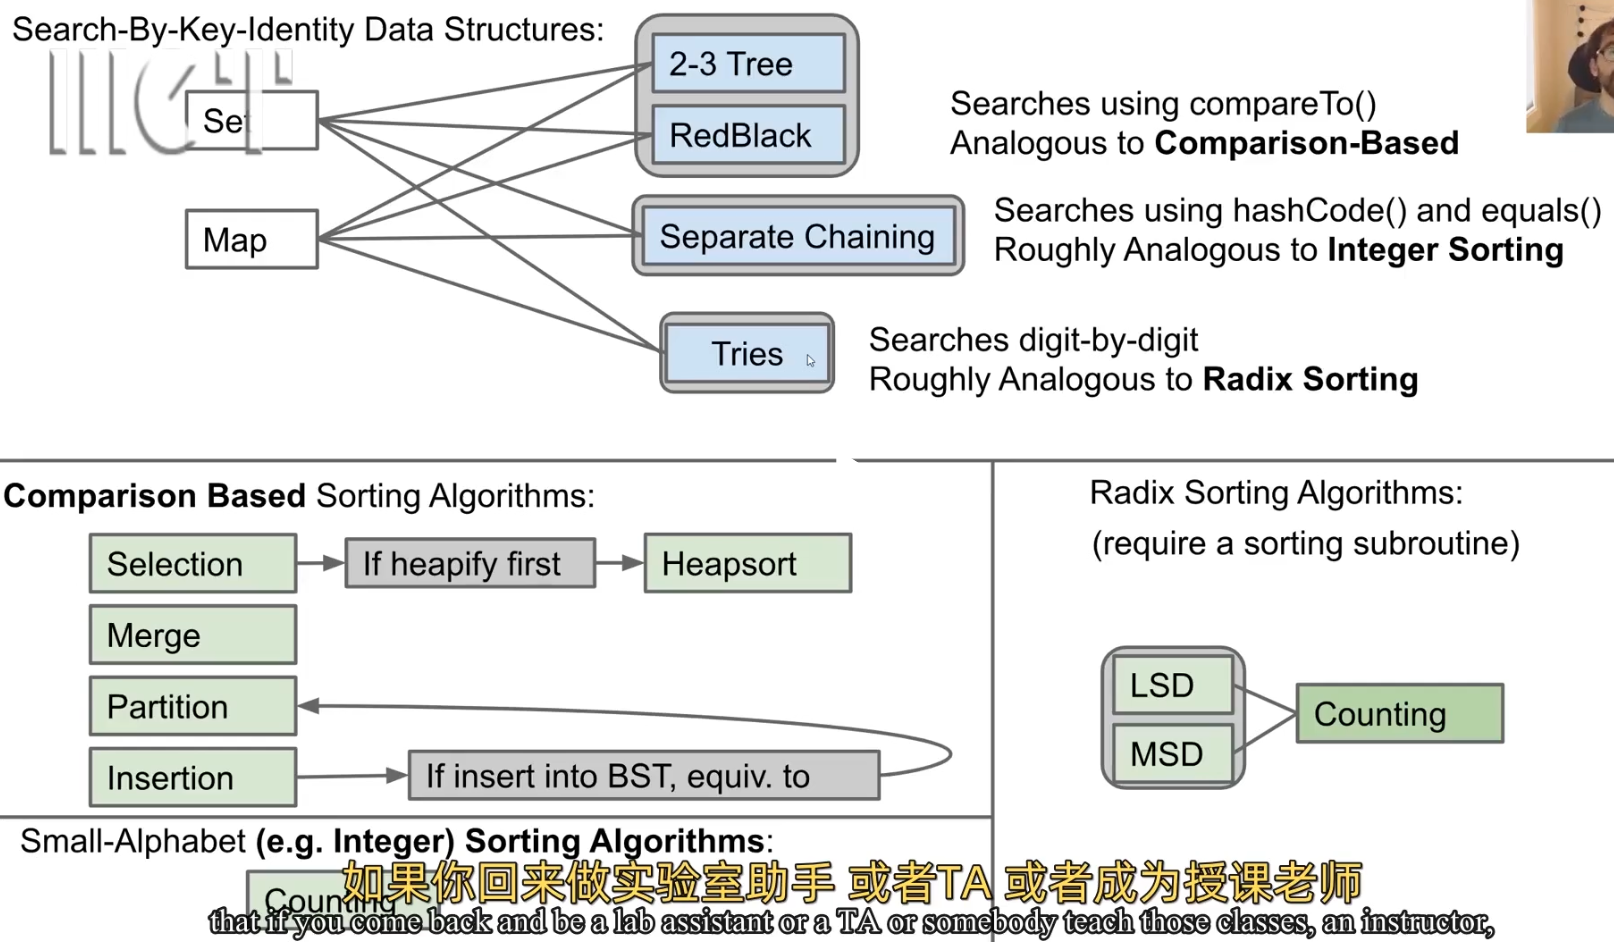 Search-By-Key-Identity Data Structures:
2-3 Tree
Set
RedBlack
Searches using compareTo()
Analogous to Comparison-Based
Map
Separate Chaining
Searches using hashCode() and equals()
Roughly Analogous to Integer Sorting
Tries
Searches digit-by-digit
Roughly Analogous to Radix Sorting
Comparison Based Sorting Algorithms:
Selection
If heapify first
Heapsort
Merge
Partition
Insertion
If insert into BST, equiv. to
Radix Sorting Algorithms:
(require a sorting subroutine)
LSD
MSD
Counting
Small-Alphabet (e.g. Integer) Sorting Algorithms:
Counting
如果你回来做实验室助手 或者TA 或者成为授课老师
that if you come back and be a lab assistant or a TA or somebody teach those classes, an instructor,